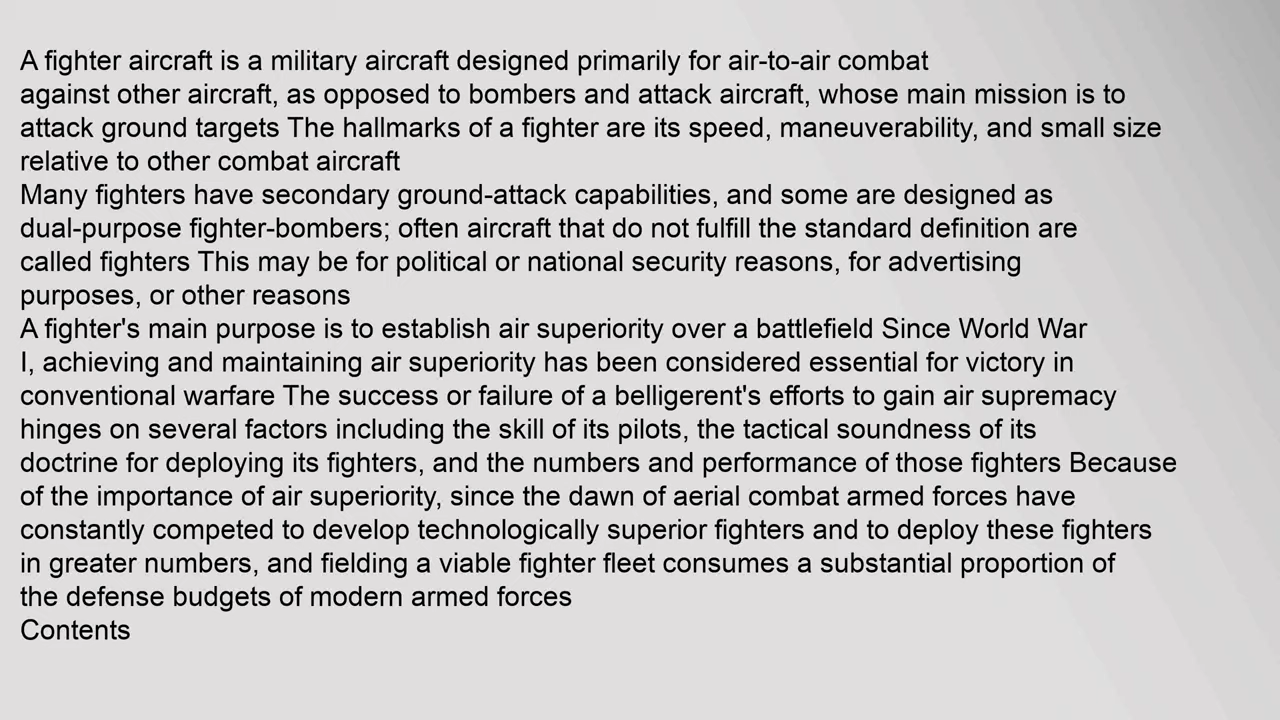 A fighter aircraft is a military aircraft designed primarily for air-to-air combat
against other aircraft, as opposed to bombers and attack aircraft, whose main mission is to
attack ground targets The hallmarks of a fighter are its speed, maneuverability, and small size
relative to other combat aircraft
Many fighters have secondary ground-attack capabilities, and some are designed as
dual-purpose fighter-bombers; often aircraft that do not fulfill the standard definition are
called fighters This may be for political or national security reasons, for advertising
purposes, or other reasons
A fighter's main purpose is to establish air superiority over a battlefield Since World War
I, achieving and maintaining air superiority has been considered essential for victory in
conventional warfare The success or failure of a belligerent's efforts to gain air supremacy
hinges on several factors including the skill of its pilots, the tactical soundness of its
doctrine for deploying its fighters, and the numbers and performance of those fighters Because
of the importance of air superiority, since the dawn of aerial combat armed forces have
constantly competed to develop technologically superior fighters and to deploy these fighters
in greater numbers, and fielding a viable fighter fleet consumes a substantial proportion of
the defense budgets of modern armed forces
Contents